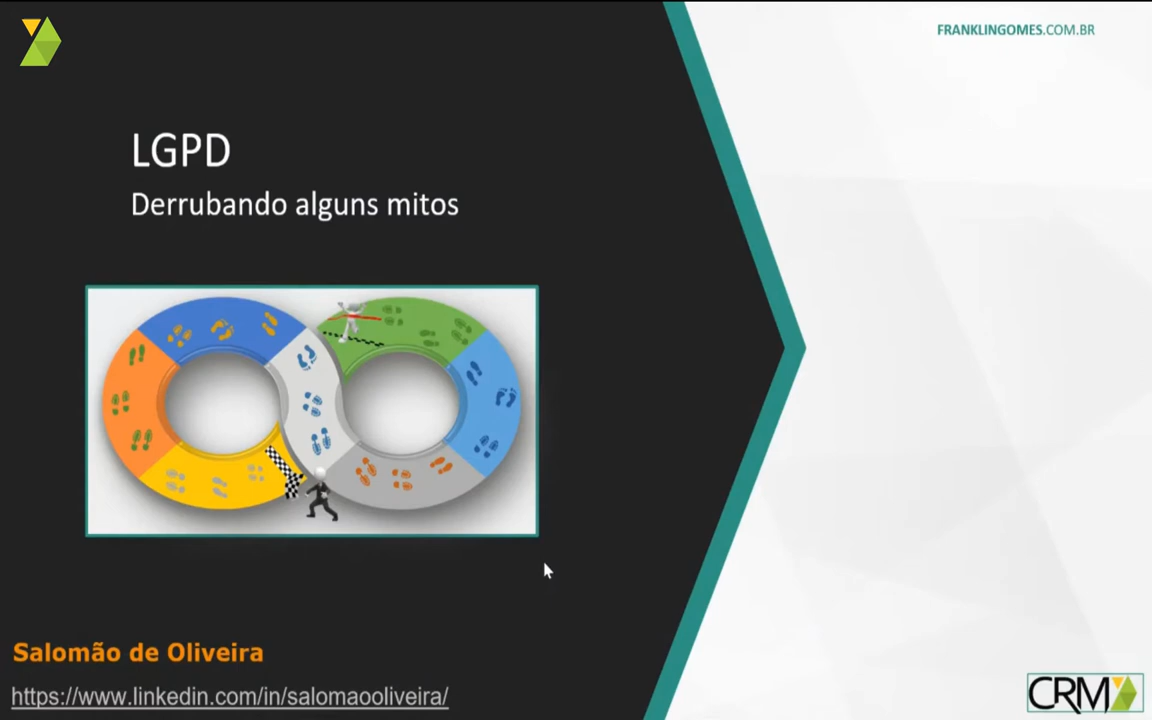 FRANKLINGOMES.COM.BR
LGPD
Derrubando alguns mitos
Salomão de Oliveira
https://www.linkedin.com/in/salomaooliveira/
CRM